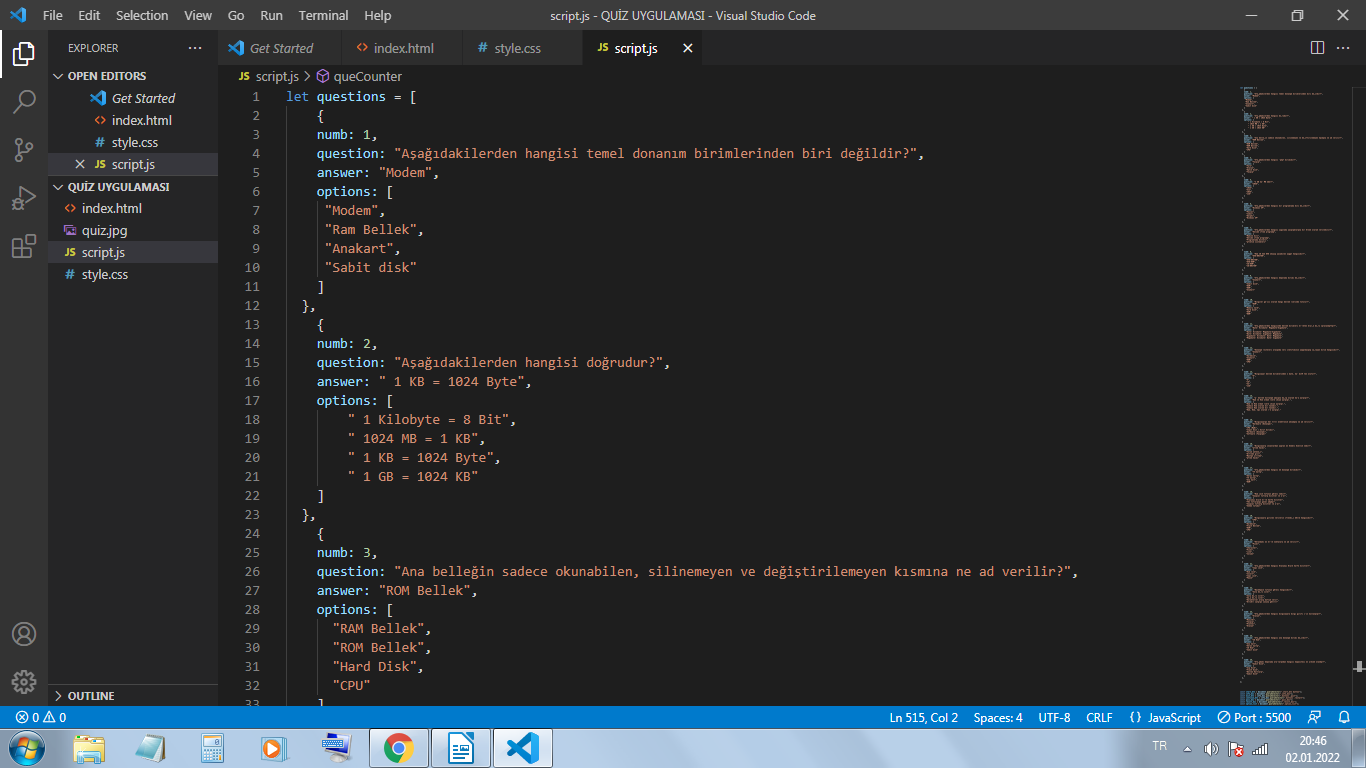 File Edit Selection View Go Run Terminal Help
script.js - QUİZ UYGULAMASI - Visual Studio Code
EXPLORER
OPEN EDITORS
Get Started
index.html
# style.css
JS script.js
QUİZ UYGULAMASI
index.html
quiz.jpg
JS script.js
# style.css
OUTLINE
Get Started
index.html
# style.css
JS script.js
JS script.js > queCounter
1 let questions = [
2 {
3 numb: 1,
4 question: "Aşağıdakilerden hangisi temel donanım birimlerinden biri değildir?",
5 answer: "Modem",
6 options: [
7 "Modem",
8 "Ram Bellek",
9 "Anakart",
10 "Sabit disk"
11 ]
12 },
13 {
14 numb: 2,
15 question: "Aşağıdakilerden hangisi doğrudur?",
16 answer: " 1 KB = 1024 Byte",
17 options: [
18 " 1 Kilobyte = 8 Bit",
19 " 1024 MB = 1 KB",
20 " 1 KB = 1024 Byte",
21 " 1 GB = 1024 KB"
22 ]
23 },
24 {
25 numb: 3,
26 question: "Ana belleğin sadece okunabilen, silinemeyen ve değiştirilemeyen kısmına ne ad verilir?",
27 answer: "ROM Bellek",
28 options: [
29 "RAM Bellek",
30 "ROM Bellek",
31 "Hard Disk",
32 "CPU"
33 ]
0 0
Ln 515, Col 2 Spaces: 4 UTF-8 CRLF {} JavaScript Port : 5500
TR
20:46
02.01.2022